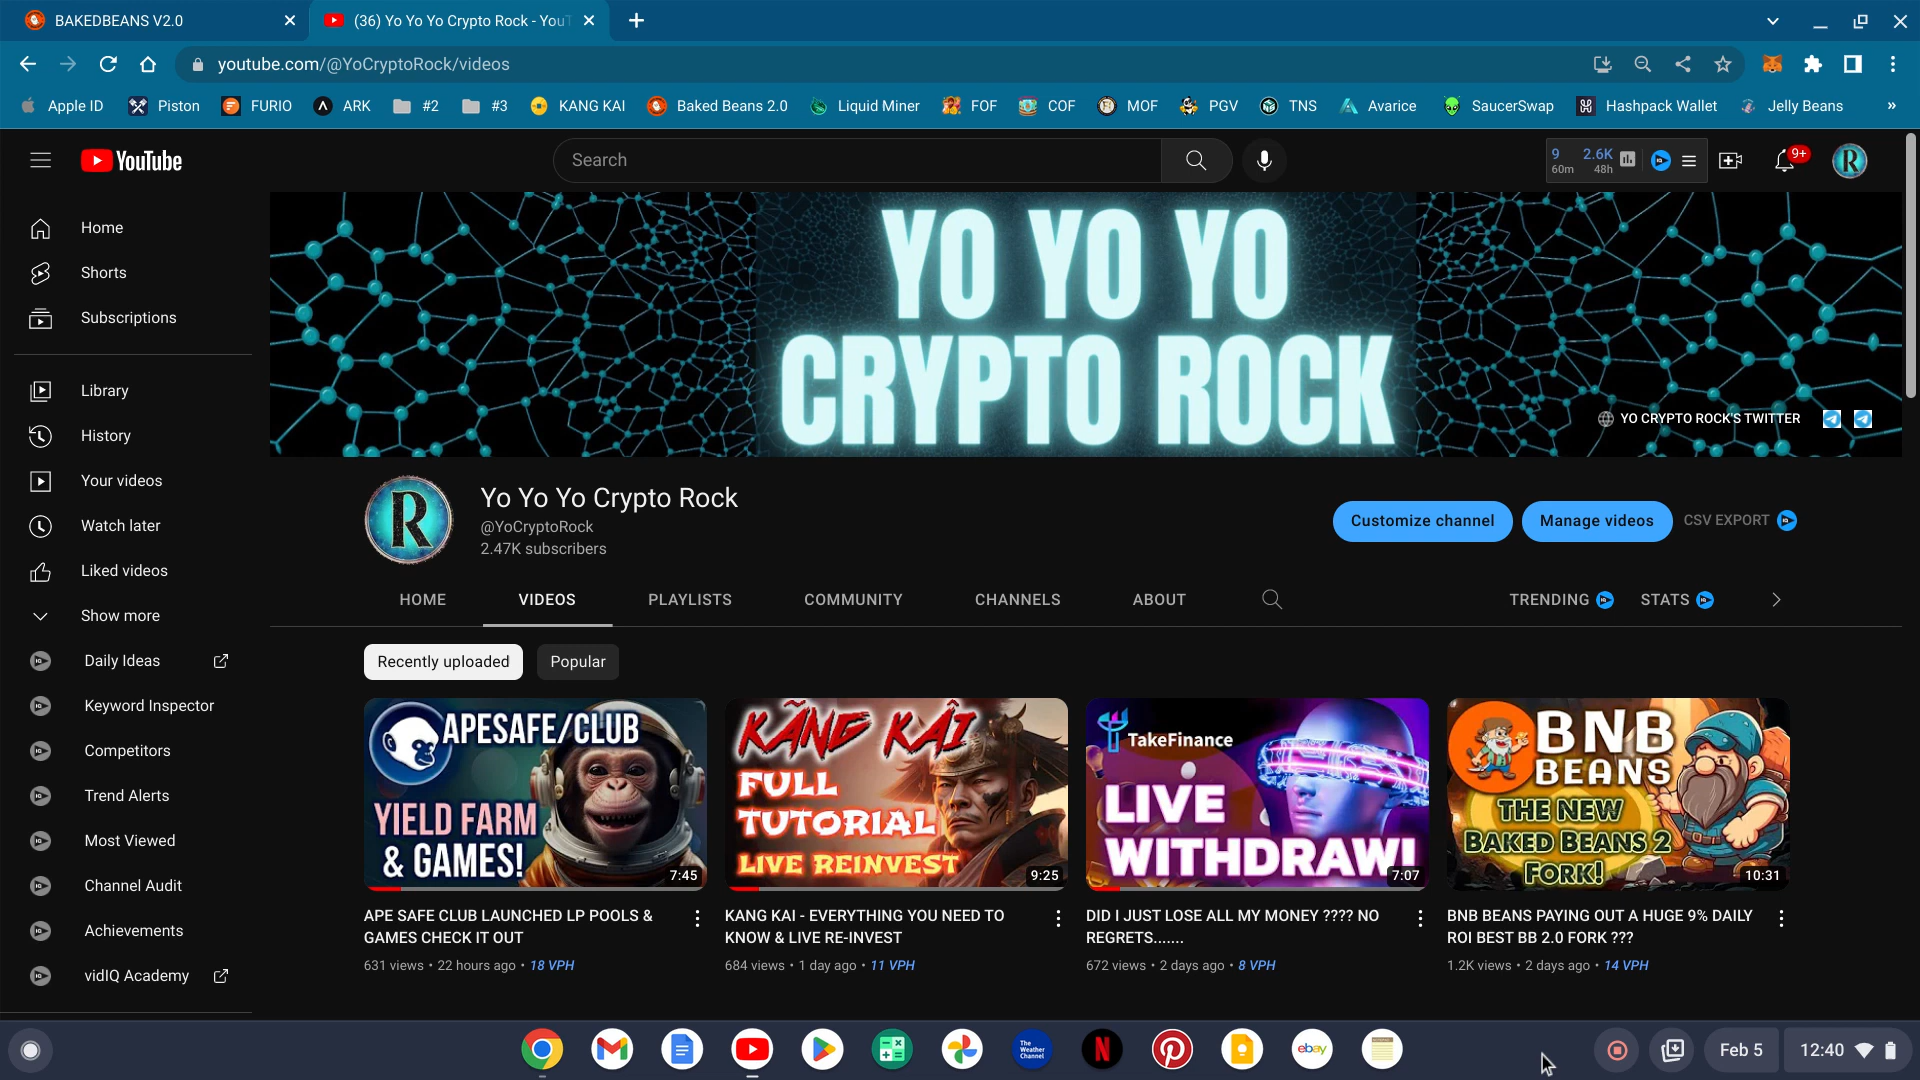 BAKEDBEANS V2.0
(36) Yo Yo Yo Crypto Rock - YouT
youtube.com/@YoCryptoRock/videos
Apple ID Piston FURIO ARK #2 #3 KANG KAI Baked Beans 2.0 Liquid Miner FOF COF MOF PGV TNS Avarice SaucerSwap Hashpack Wallet Jelly Beans »
YouTube
Search
9 2.6K
60m 48h
9+
R
Home
Shorts
Subscriptions
Library
History
Your videos
Watch later
Liked videos
Show more
Daily Ideas
Keyword Inspector
Competitors
Trend Alerts
Most Viewed
Channel Audit
Achievements
vidIQ Academy
YO YO YO
CRYPTO ROCK
YO CRYPTO ROCK'S TWITTER
R
Yo Yo Yo Crypto Rock
@YoCryptoRock
2.47K subscribers
Customize channel Manage videos CSV EXPORT
HOME VIDEOS PLAYLISTS COMMUNITY CHANNELS ABOUT TRENDING STATS
Recently uploaded Popular
APESAFE/CLUB
YIELD FARM
& GAMES!
7:45
APE SAFE CLUB LAUNCHED LP POOLS &
GAMES CHECK IT OUT
631 views • 22 hours ago • 18 VPH
KÃNG KÂI
FULL
TUTORIAL
LIVE REINVEST
9:25
KANG KAI - EVERYTHING YOU NEED TO
KNOW & LIVE RE-INVEST
684 views • 1 day ago • 11 VPH
TakeFinance
LIVE
WITHDRAW!
7:07
DID I JUST LOSE ALL MY MONEY ???? NO
REGRETS.......
672 views • 2 days ago • 8 VPH
BNB
BEANS
THE NEW
BAKED BEANS 2
FORK!
10:31
BNB BEANS PAYING OUT A HUGE 9% DAILY
ROI BEST BB 2.0 FORK ???
1.2K views • 2 days ago • 14 VPH
The
Weather
Channel
N
ebay
Feb 5
12:40